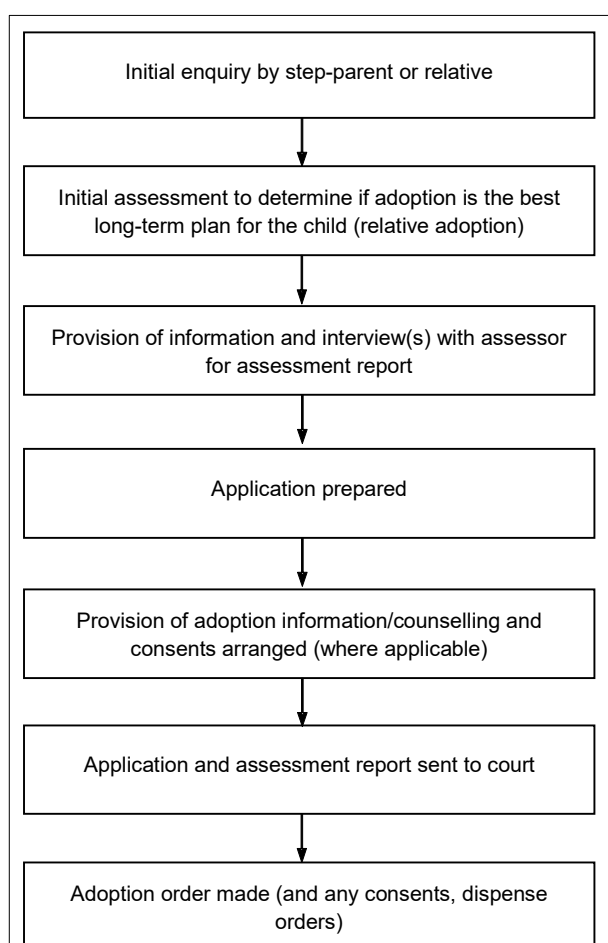 Initial enquiry by step-parent or relative
Initial assessment to determine if adoption is the best
long-term plan for the child (relative adoption)
Provision of information and interview(s) with assessor
for assessment report
Application prepared
Provision of adoption information/counselling and
consents arranged (where applicable)
Application and assessment report sent to court
Adoption order made (and any consents, dispense
orders)